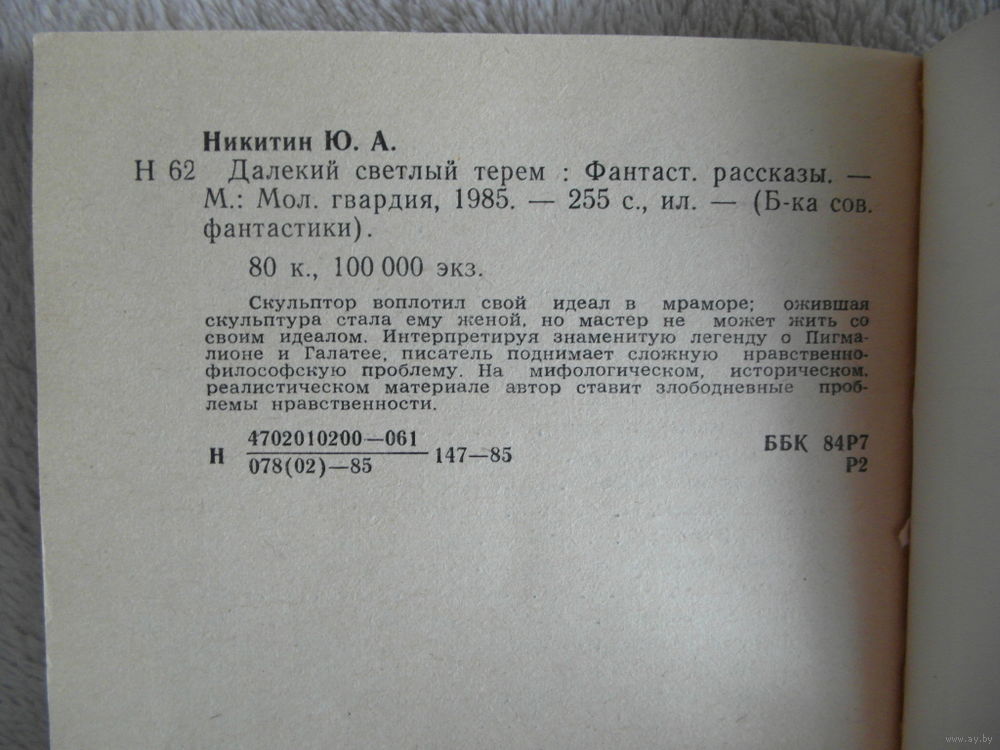 Никитин Ю. А.
Н 62 Далекий светлый терем : Фантаст. рассказы. —
М.: Мол. гвардия, 1985. — 255 с., ил. — (Б-ка сов.
фантастики).
80 к., 100 000 экз.
Скульптор воплотил свой идеал в мраморе; ожившая
скульптура стала ему женой, но мастер не может жить со
своим идеалом. Интерпретируя знаменитую легенду о Пигма-
лионе и Галатее, писатель поднимает сложную нравственно-
философскую проблему. На мифологическом, историческом,
реалистическом материале автор ставит злободневные проб-
лемы нравственности.
Н 4702010200—061
078(02)—85 147—85
ББК 84Р7
Р2
www.ay.by